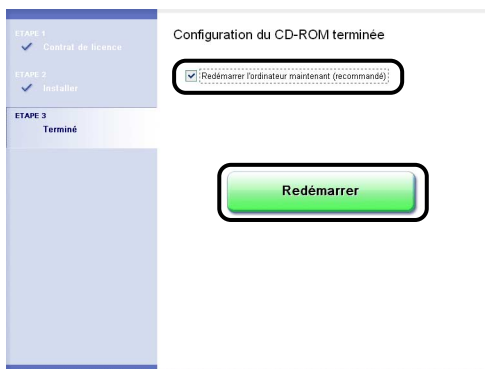 ETAPE 1
Contrat de licence
ETAPE 2
Installer
ETAPE 3
Terminé
Configuration du CD-ROM terminée
Redémarrer l'ordinateur maintenant (recommandé)
Redémarrer